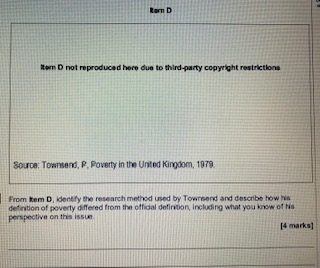 Item D
Item D not reproduced here due to third-party copyright restrictions
Source: Townsend, P, Poverty in the United Kingdom, 1979.
From Item D, identify the research method used by Townsend and describe how his
definition of poverty differed from the official definition, including what you know of his
perspective on this issue.
[4 marks]